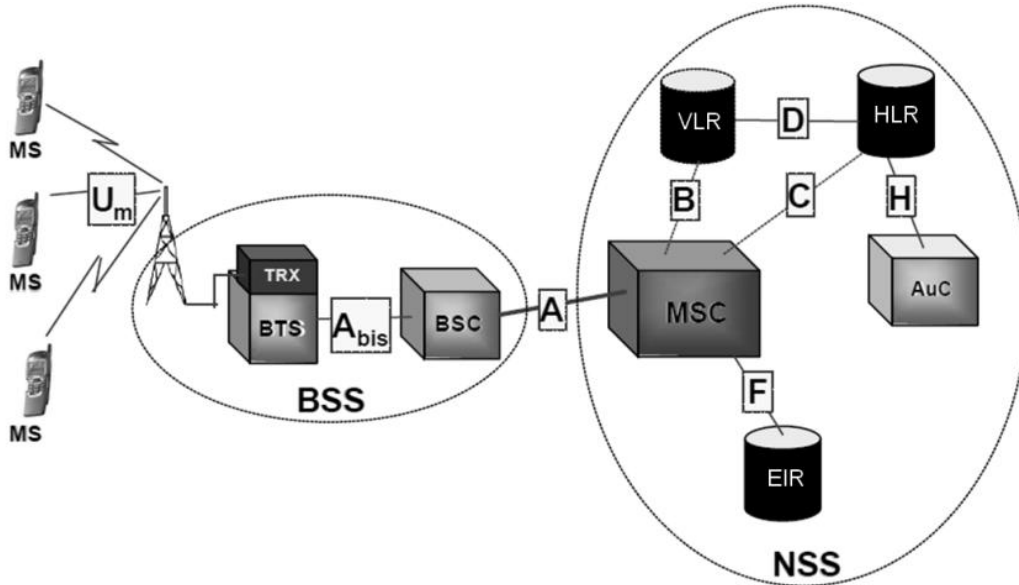 MS
MS
MS
Um
TRX
BTS
Abis
BSC
BSS
A
VLR
D
HLR
B
C
H
MSC
AuC
F
EIR
NSS